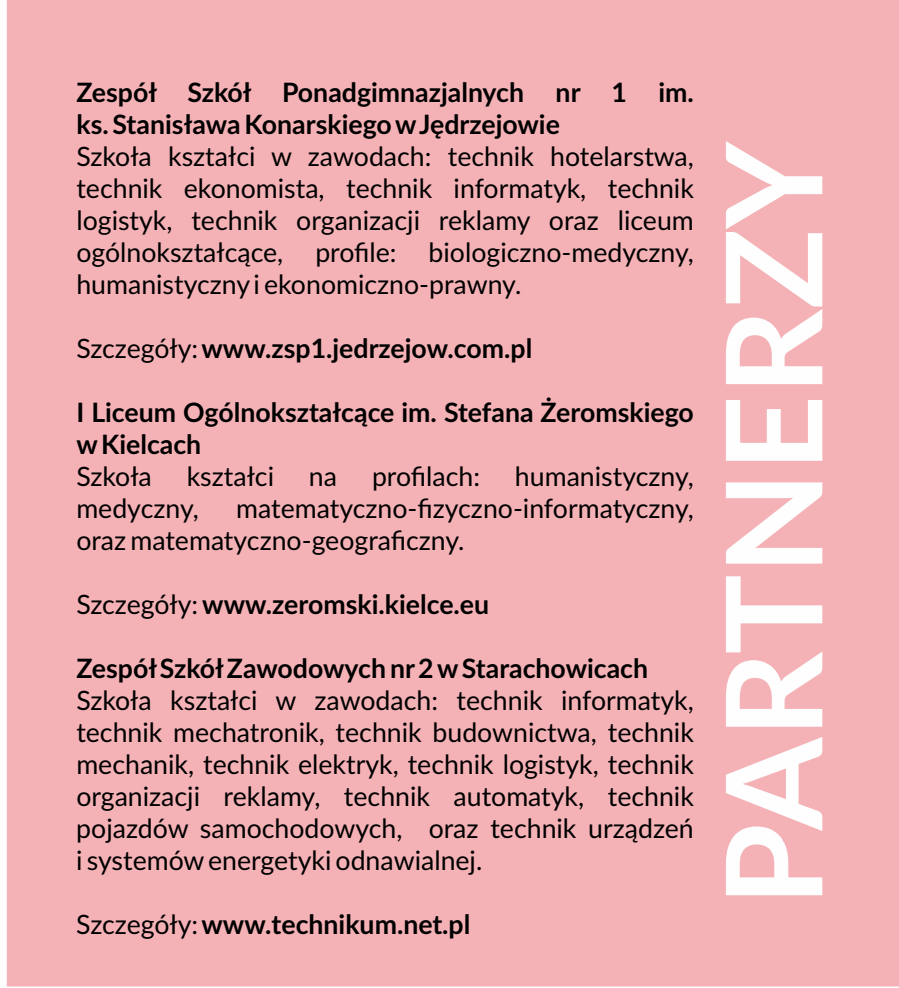 Zespół Szkół Ponadgimnazjalnych nr 1 im.
ks. Stanisława Konarskiego w Jędrzejowie
Szkoła kształci w zawodach: technik hotelarstwa,
technik ekonomista, technik informatyk, technik
logistyk, technik organizacji reklamy oraz liceum
ogólnokształcące, profile: biologiczno-medyczny,
humanistyczny i ekonomiczno-prawny.
Szczegóły: www.zsp1.jedrzejow.com.pl
I Liceum Ogólnokształcące im. Stefana Żeromskiego
w Kielcach
Szkoła kształci na profilach: humanistyczny,
medyczny, matematyczno-fizyczno-informatyczny,
oraz matematyczno-geograficzny.
Szczegóły: www.zeromski.kielce.eu
Zespół Szkół Zawodowych nr 2 w Starachowicach
Szkoła kształci w zawodach: technik informatyk,
technik mechatronik, technik budownictwa, technik
mechanik, technik elektryk, technik logistyk, technik
organizacji reklamy, technik automatyk, technik
pojazdów samochodowych, oraz technik urządzeń
i systemów energetyki odnawialnej.
Szczegóły: www.technikum.net.pl
PARTNERZY